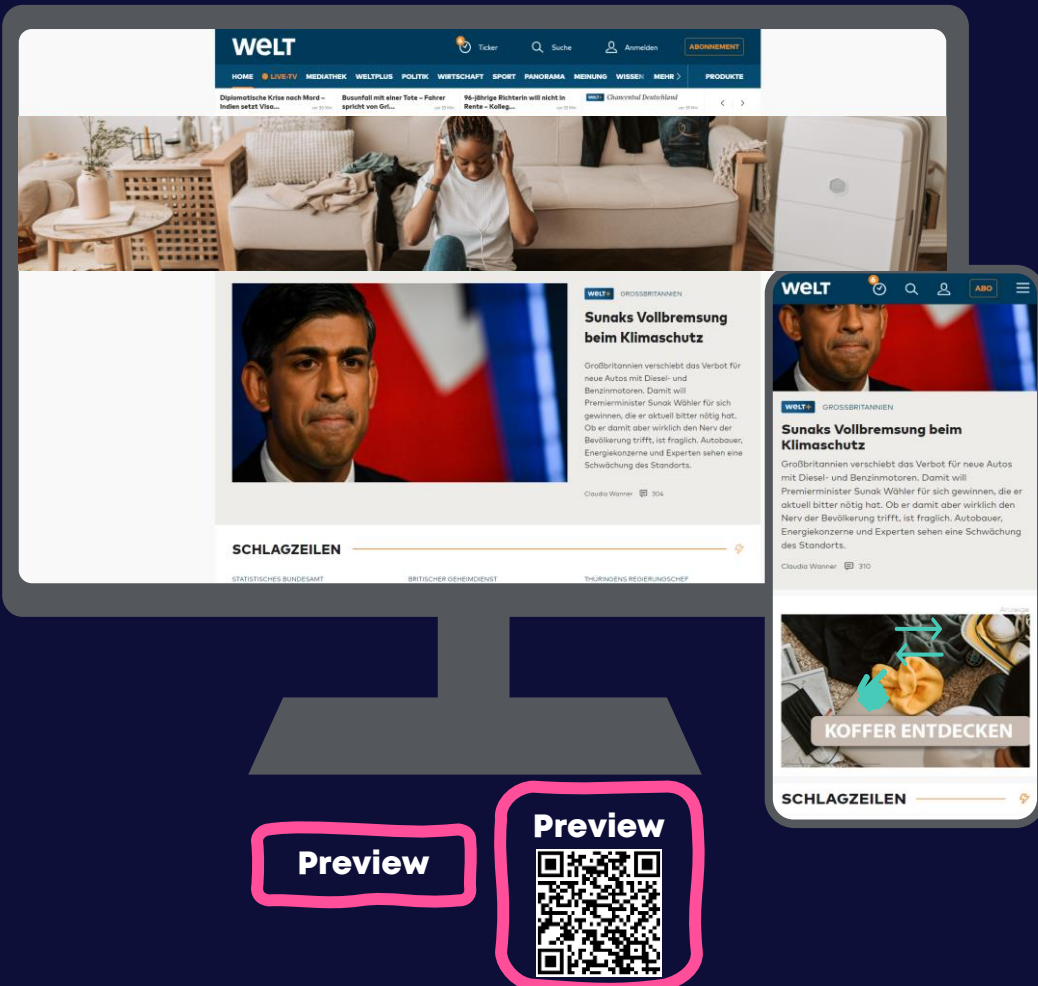 WELT
6 Ticker Suche Anmelden ABONNEMENT
HOME LIVE-TV MEDIATHEK WELTPLUS POLITIK WIRTSCHAFT SPORT PANORAMA MEINUNG WISSEN MEHR PRODUKTE
Diplomatische Krise nach Mord –
Indien setzt Visa...
Busunfall mit einer Tote – Fahrer
spricht von Gri...
96-jährige Richterin will nicht in
Rente – Kolleg...
WELT+ Chancental Deutschland
WELT+ GROSSBRITANNIEN
Sunaks Vollbremsung
beim Klimaschutz
Großbritannien verschiebt das Verbot für
neue Autos mit Diesel- und
Benzinmotoren. Damit will
Premierminister Sunak Wähler für sich
gewinnen, die er aktuell bitter nötig hat.
Ob er damit aber wirklich den Nerv der
Bevölkerung trifft, ist fraglich. Autobauer,
Energiekonzerne und Experten sehen eine
Schwächung des Standorts.
Claudia Wanner 304
SCHLAGZEILEN
STATISTISCHES BUNDESAMT
BRITISCHER GEHEIMDIENST
THÜRINGENS REGIERUNGSCHEF
WELT 6 ABO
WELT+ GROSSBRITANNIEN
Sunaks Vollbremsung beim
Klimaschutz
Großbritannien verschiebt das Verbot für neue Autos
mit Diesel- und Benzinmotoren. Damit will
Premierminister Sunak Wähler für sich gewinnen, die er
aktuell bitter nötig hat. Ob er damit aber wirklich den
Nerv der Bevölkerung trifft, ist fraglich. Autobauer,
Energiekonzerne und Experten sehen eine Schwächung
des Standorts.
Claudia Wanner 310
Anzeige
KOFFER ENTDECKEN
SCHLAGZEILEN
Preview
Preview